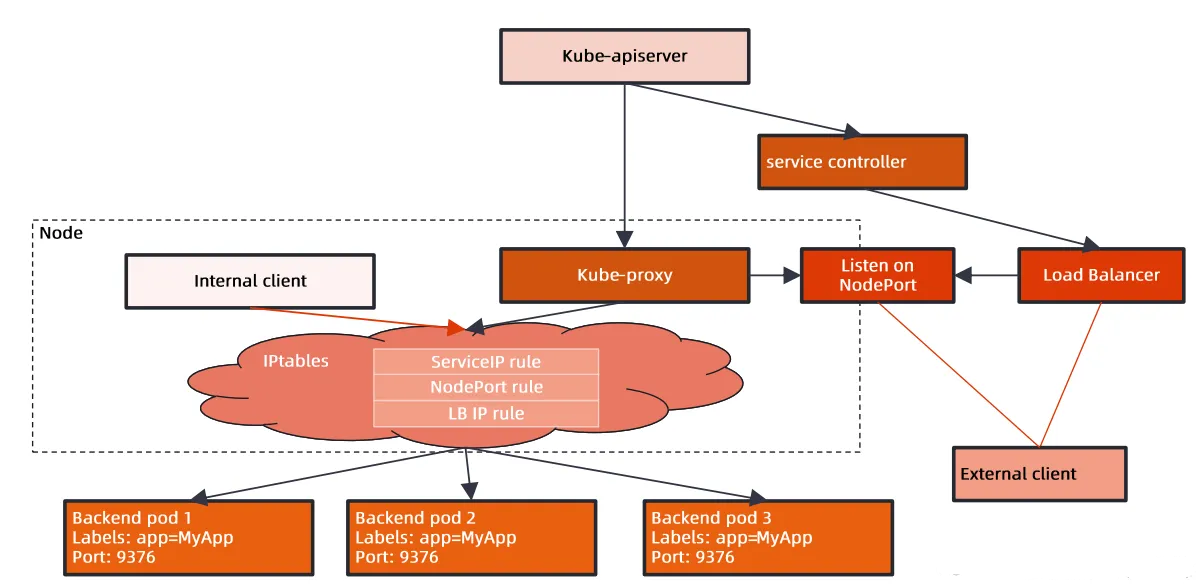 Kube-apiserver
service controller
Node
Internal client
Kube-proxy
Listen on
NodePort
Load Balancer
IPtables
ServiceIP rule
NodePort rule
LB IP rule
External client
Backend pod 1
Labels: app=MyApp
Port: 9376
Backend pod 2
Labels: app=MyApp
Port: 9376
Backend pod 3
Labels: app=MyApp
Port: 9376